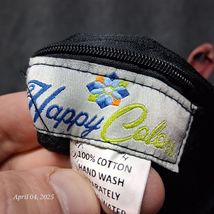 Happy Color
100% COTTON
HAND WASH
April 04, 2025